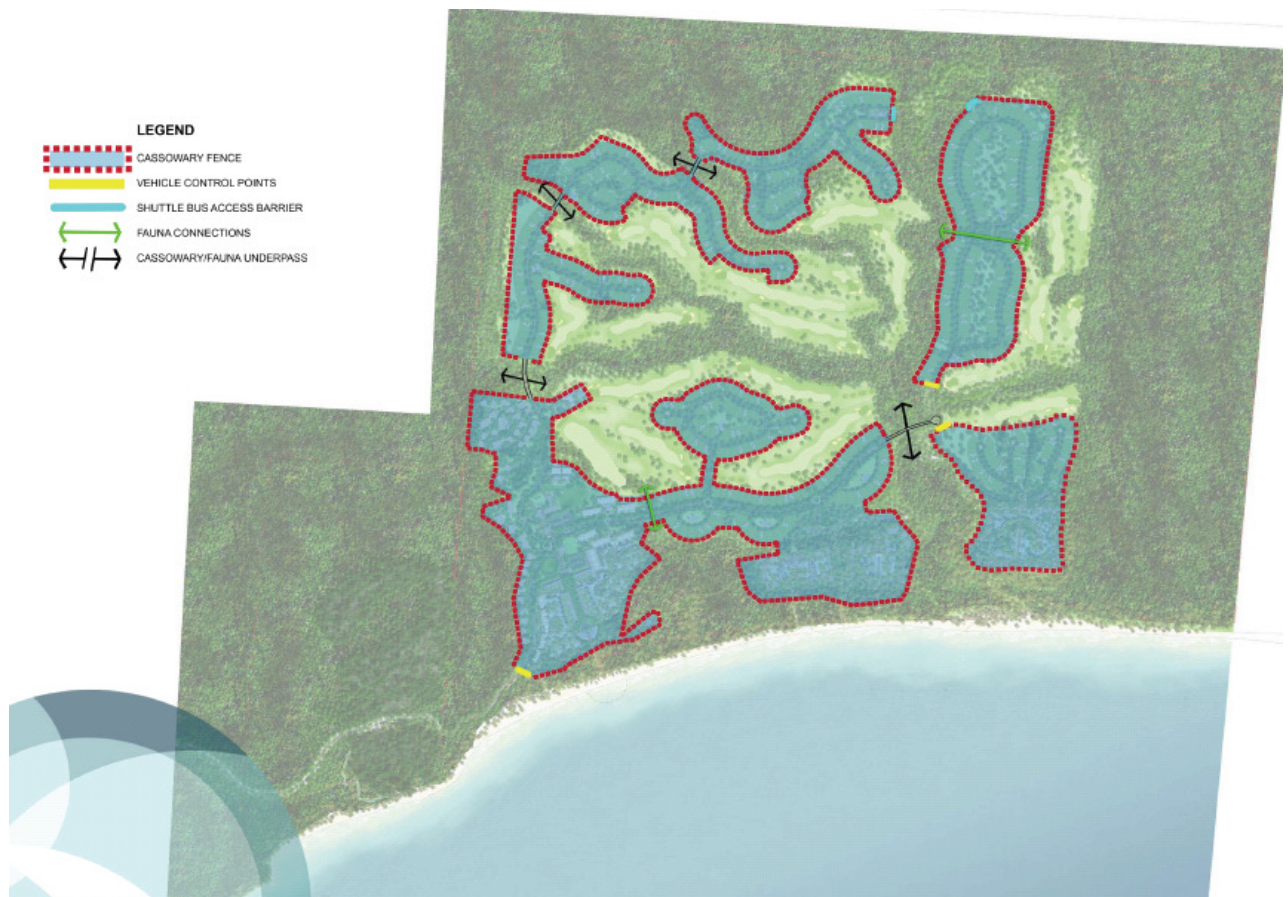 LEGEND
CASSOWARY FENCE
VEHICLE CONTROL POINTS
SHUTTLE BUS ACCESS BARRIER
FAUNA CONNECTIONS
CASSOWARY/FAUNA UNDERPASS